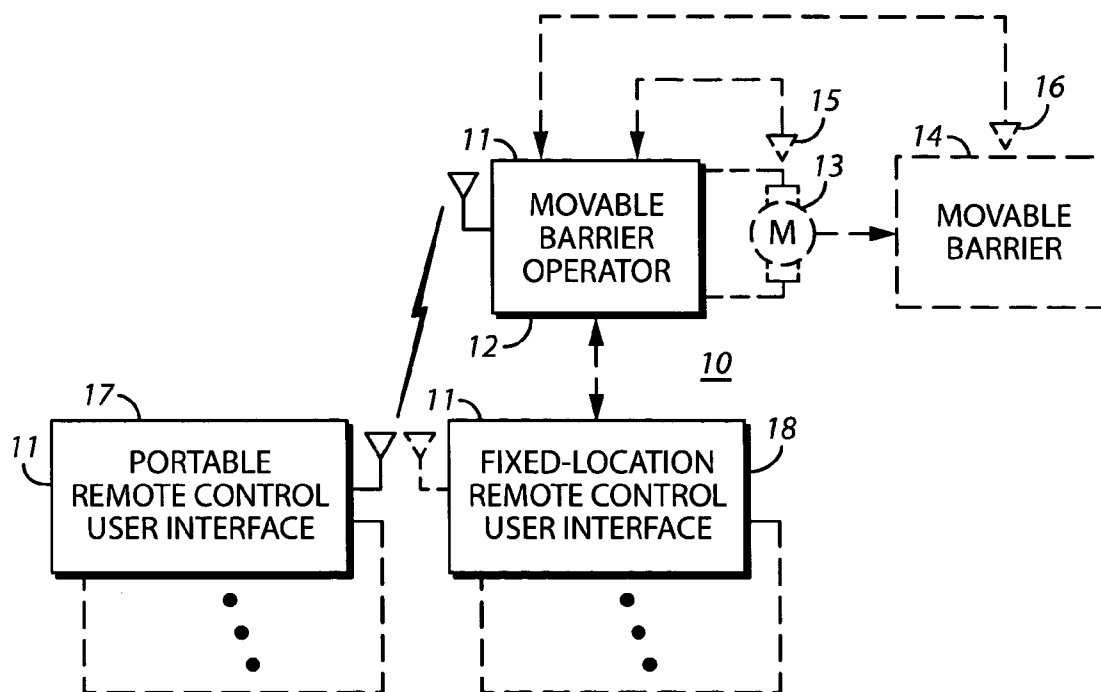 16
15
14
11
13
MOVABLE
BARRIER
OPERATOR
M
MOVABLE
BARRIER
12
10
17
11
18
11
PORTABLE
REMOTE CONTROL
USER INTERFACE
FIXED-LOCATION
REMOTE CONTROL
USER INTERFACE